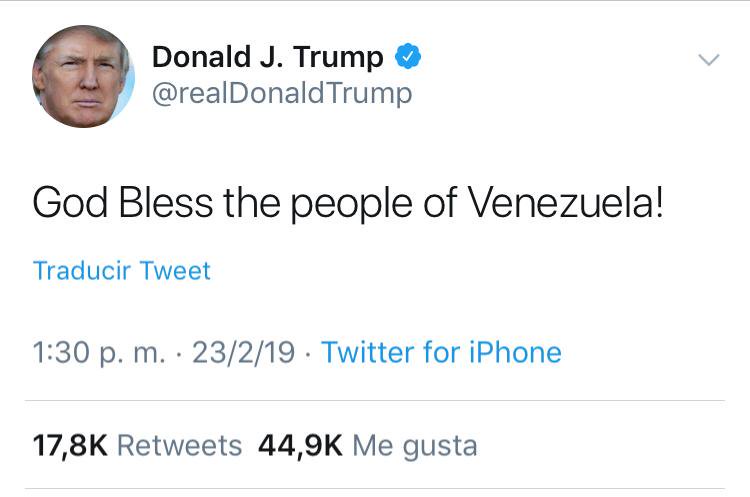 Donald J. Trump
@realDonaldTrump
God Bless the people of Venezuela!
Traducir Tweet
1:30 p. m. · 23/2/19 · Twitter for iPhone
17,8K Retweets 44,9K Me gusta